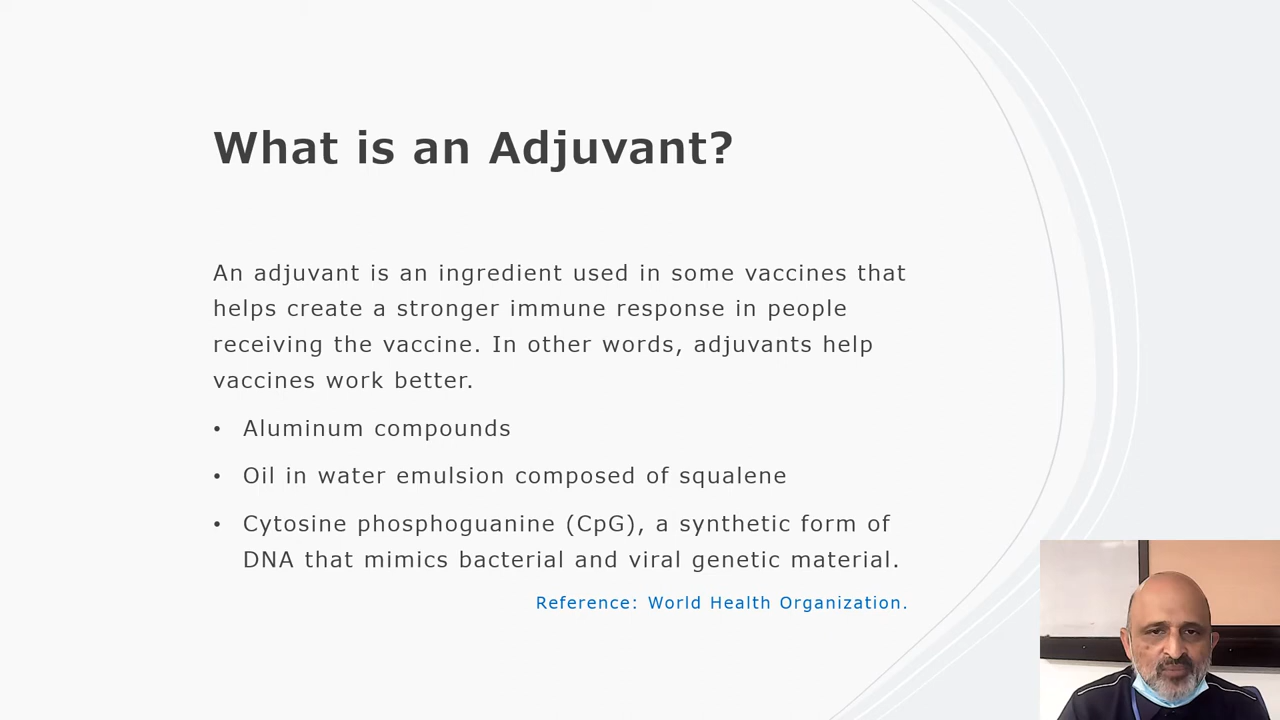 What is an Adjuvant?
An adjuvant is an ingredient used in some vaccines that
helps create a stronger immune response in people
receiving the vaccine. In other words, adjuvants help
vaccines work better.
• Aluminum compounds
• Oil in water emulsion composed of squalene
• Cytosine phosphoguanine (CpG), a synthetic form of
DNA that mimics bacterial and viral genetic material.
Reference: World Health Organization.